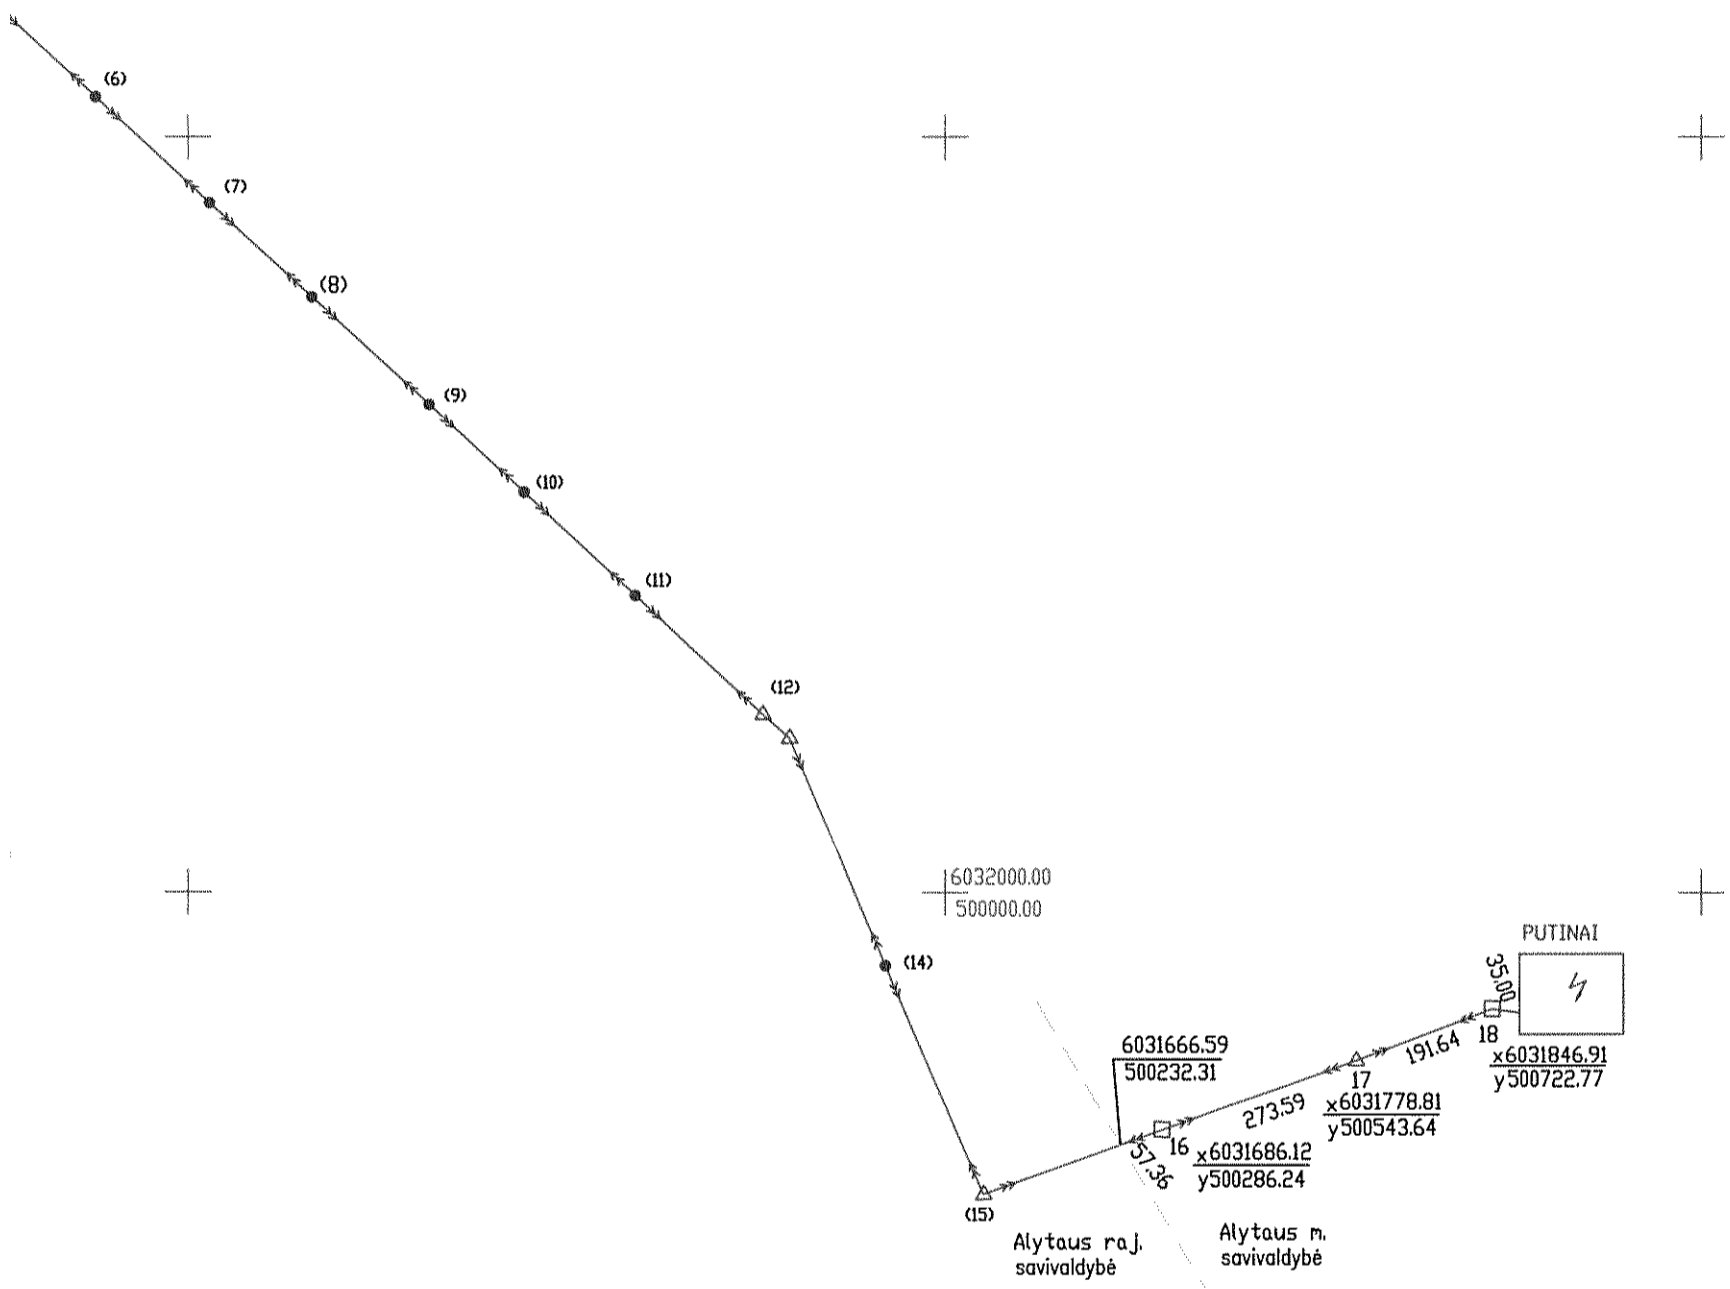 (6)
(7)
(8)
(9)
(10)
(11)
(12)
6032000.00
500000.00
PUTINAI
(14)
35.00
18
x6031846.91
y500722.77
191.64
6031666.59
500232.31
17
x6031778.81
y500543.64
273.59
16
x6031686.12
y500286.24
57.36
(15)
Alytaus raj.
savivaldybė
Alytaus m.
savivaldybė